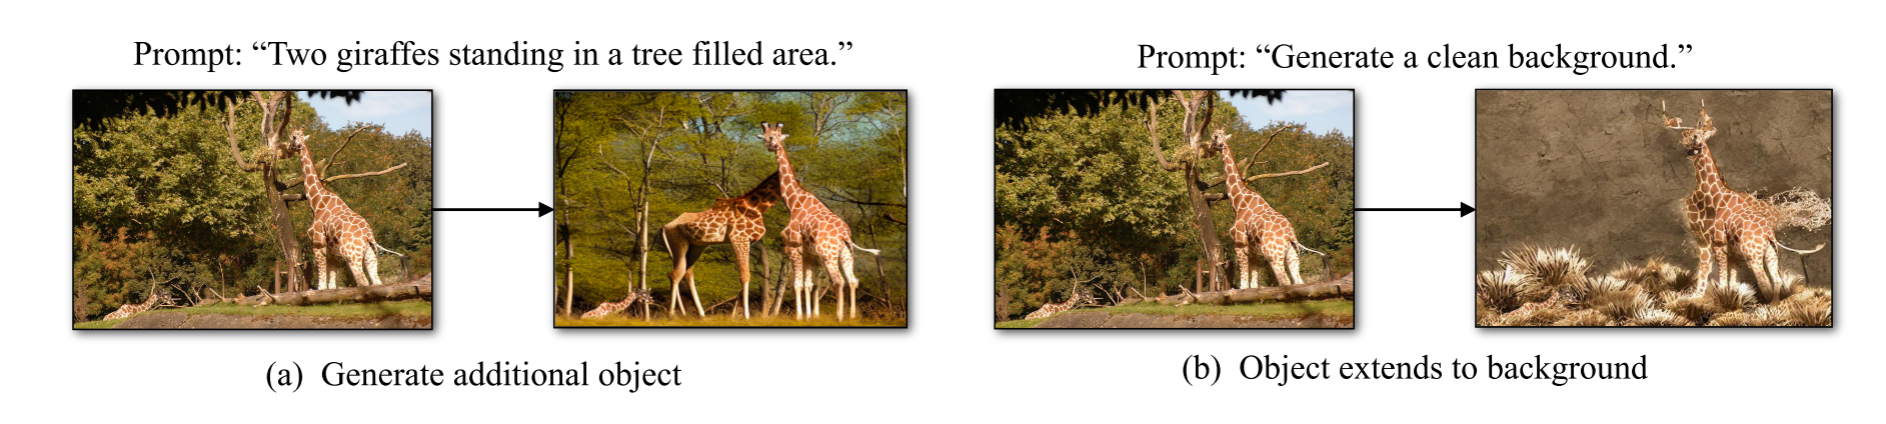 Prompt: “Two giraffes standing in a tree filled area.”
Prompt: “Generate a clean background.”
(a) Generate additional object
(b) Object extends to background